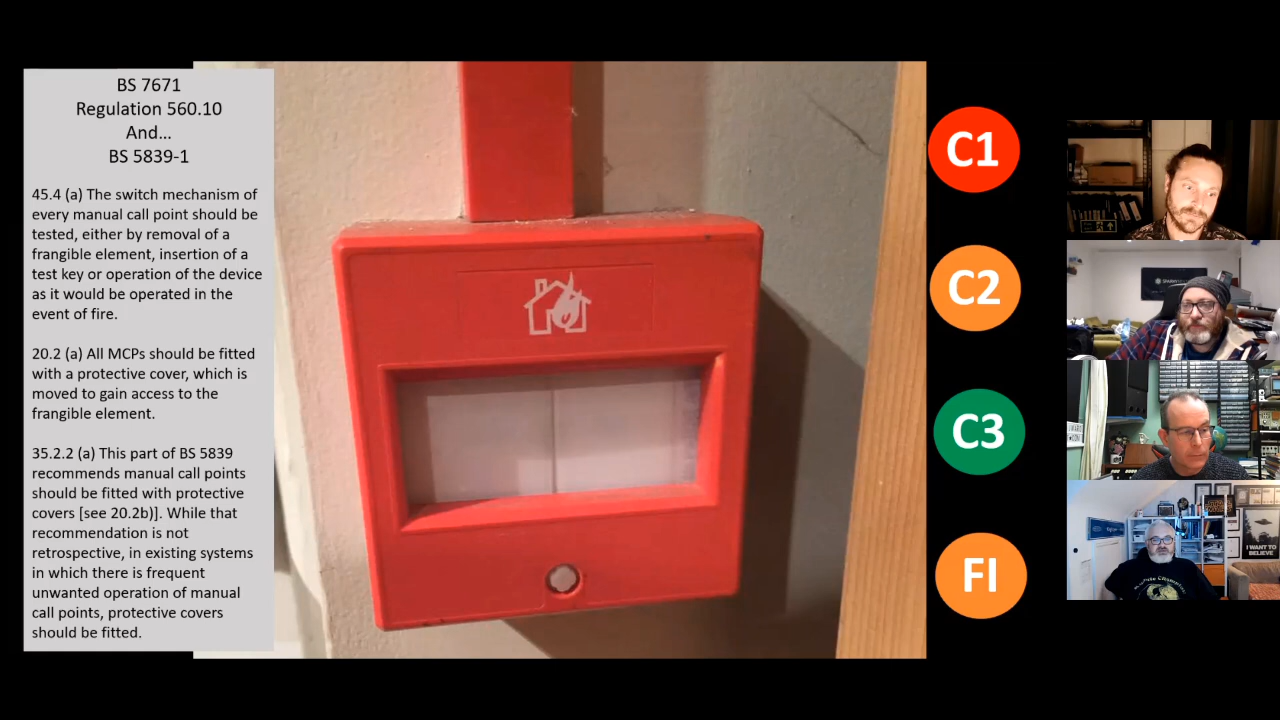 BS 7671
Regulation 560.10
And...
BS 5839-1
45.4 (a) The switch mechanism of
every manual call point should be
tested, either by removal of a
frangible element, insertion of a
test key or operation of the device
as it would be operated in the
event of fire.
20.2 (a) All MCPs should be fitted
with a protective cover, which is
moved to gain access to the
frangible element.
35.2.2 (a) This part of BS 5839
recommends manual call points
should be fitted with protective
covers [see 20.2b)]. While that
recommendation is not
retrospective, in existing systems
in which there is frequent
unwanted operation of manual
call points, protective covers
should be fitted.
C1
C2
C3
FI
I WANT TO
BELIEVE